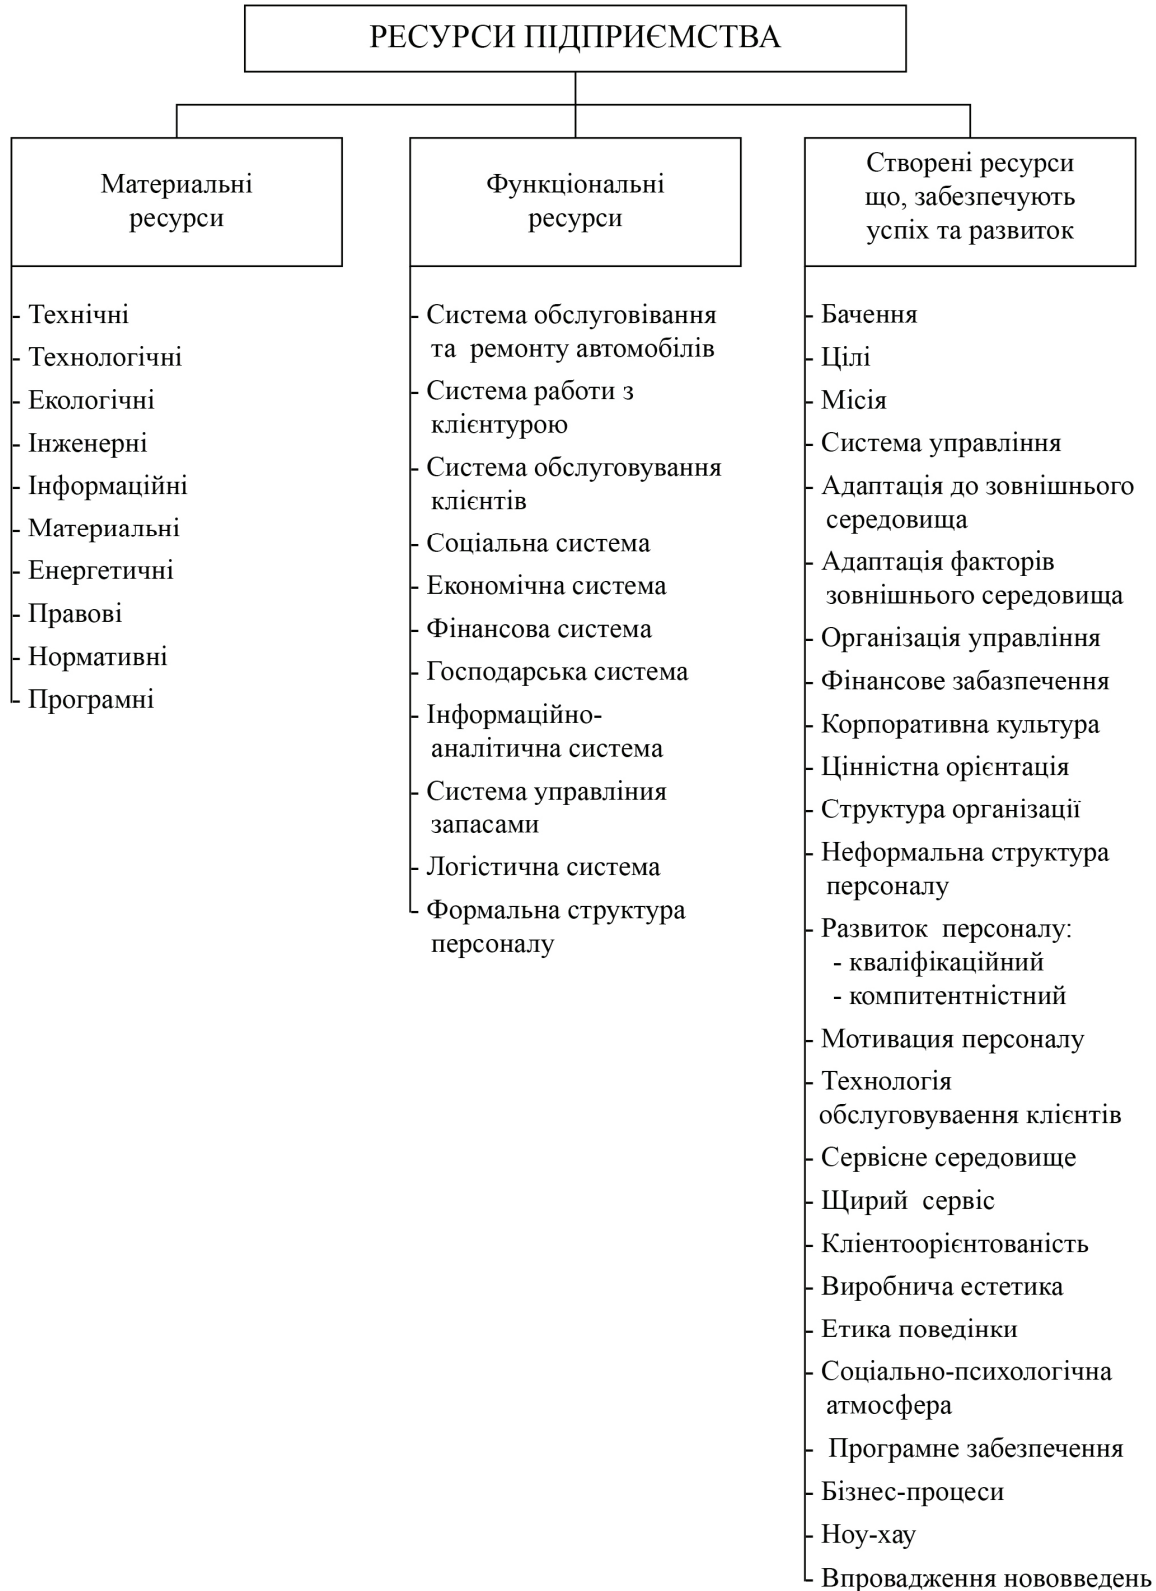 РЕСУРСИ ПІДПРИЄМСТВА
Материальні
ресурси
- Технічні
- Технологічні
- Екологічні
- Інженерні
- Інформаційні
- Материальні
- Енергетичні
- Правові
- Нормативні
- Програмні
Функціональні
ресурси
- Система обслуговівання
та ремонту автомобілів
- Система работи з
клієнтурою
- Система обслуговування
клієнтів
- Соціальна система
- Економічна система
- Фінансова система
- Господарська система
- Інформаційно-
аналітична система
- Система управліния
запасами
- Логістична система
- Формальна структура
персоналу
Створені ресурси
що, забезпечують
успіх та развиток
- Бачення
- Цілі
- Місія
- Система управління
- Адаптація до зовнішнього
середовища
- Адаптація факторів
зовнішнього середовища
- Організація управління
- Фінансове забазпечення
- Корпоративна культура
- Цінністна орієнтація
- Структура організації
- Неформальна структура
персоналу
- Развиток персоналу:
- кваліфікаційний
- компитентністний
- Мотивация персоналу
- Технологія
обслуговуваення клієнтів
- Сервісне середовище
- Щирий сервіс
- Кліентоорієнтованість
- Виробнича естетика
- Етика поведінки
- Соціально-психологічна
атмосфера
- Програмне забезпечення
- Бізнес-процеси
- Ноу-хау
- Впровадження нововведень